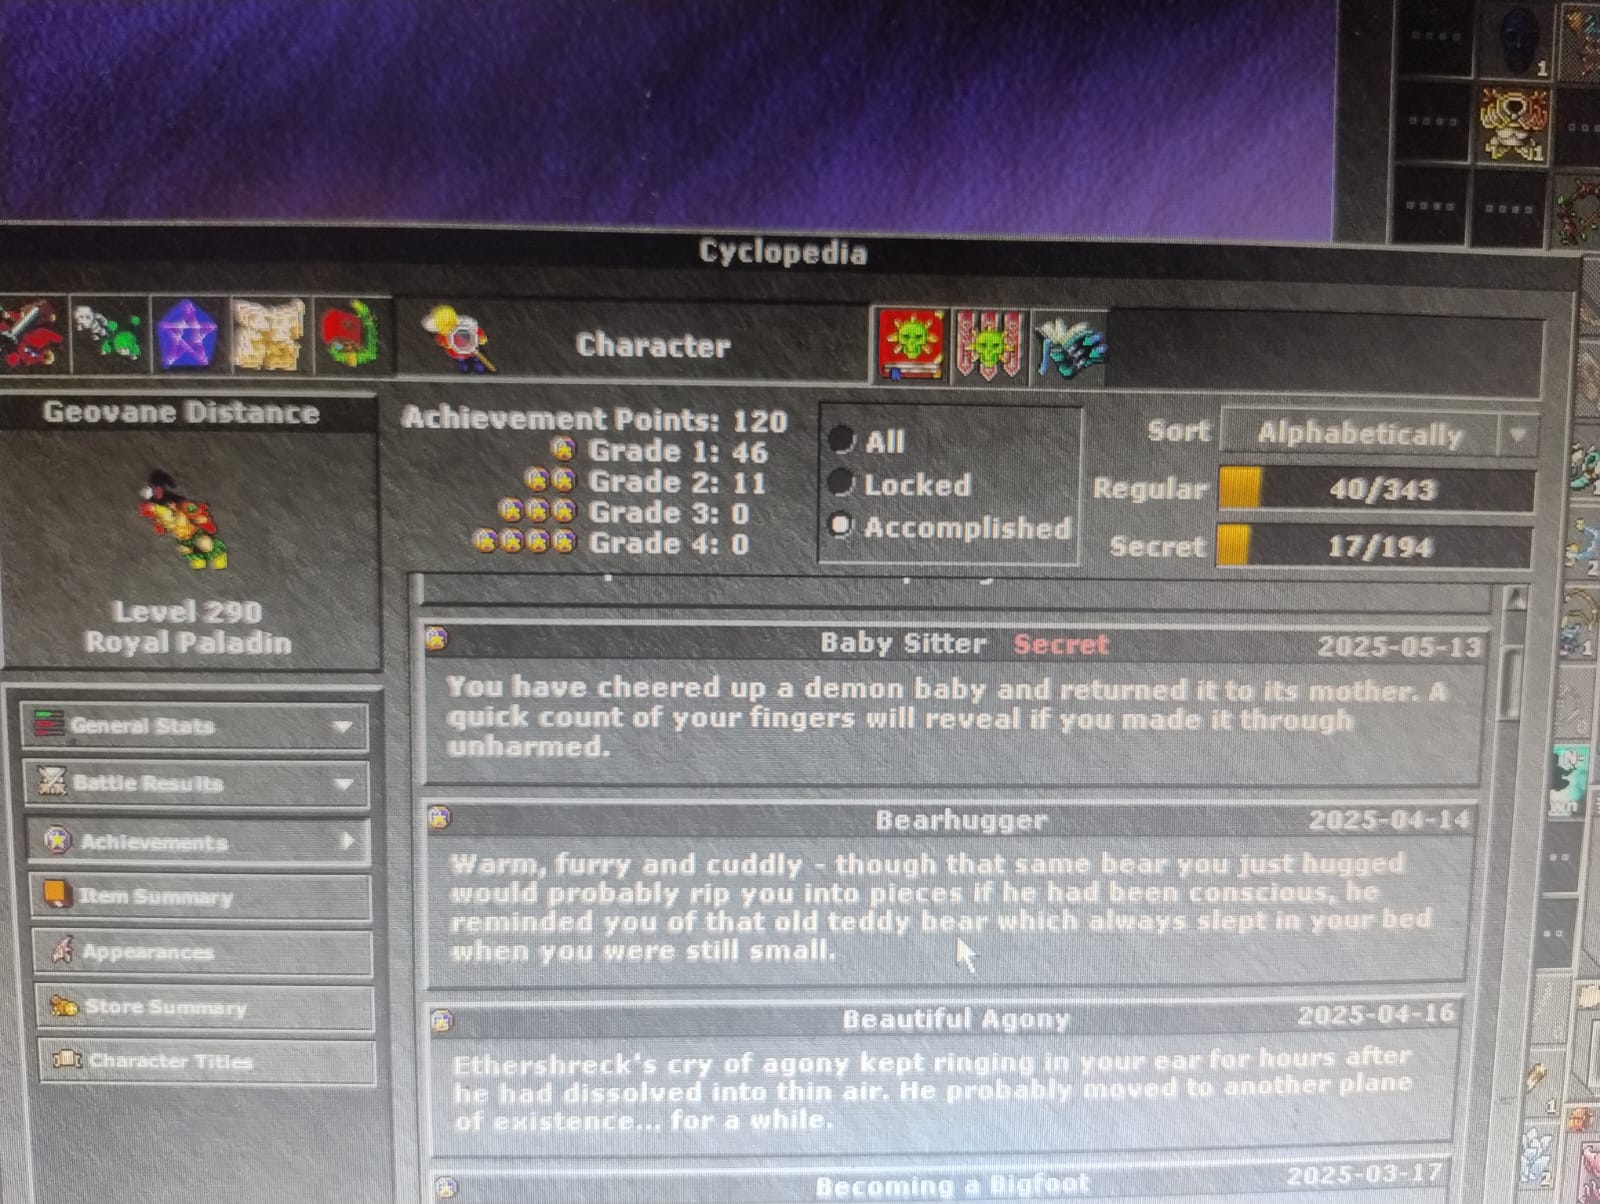 1
1
Cyclopedia
Character
Geovane Distance
Level 290
Royal Paladin
Achievement Points: 120
Grade 1: 46
Grade 2: 11
Grade 3: 0
Grade 4: 0
All
Locked
Accomplished
Sort
Alphabetically
Regular
40/343
Secret
17/194
General Stats
Battle Results
Achievements
Item Summary
Appearances
Store Summary
Character Titles
Baby Sitter Secret 2025-05-13
You have cheered up a demon baby and returned it to its mother. A
quick count of your fingers will reveal if you made it through
unharmed.
Bearhugger 2025-04-14
Warm, furry and cuddly - though that same bear you just hugged
would probably rip you into pieces if he had been conscious, he
reminded you of that old teddy bear which always slept in your bed
when you were still small.
Beautiful Agony 2025-04-16
Ethershreck's cry of agony kept ringing in your ear for hours after
he had dissolved into thin air. He probably moved to another plane
of existence... for a while.
Becoming a Bigfoot 2025-03-17
2
1
1
2